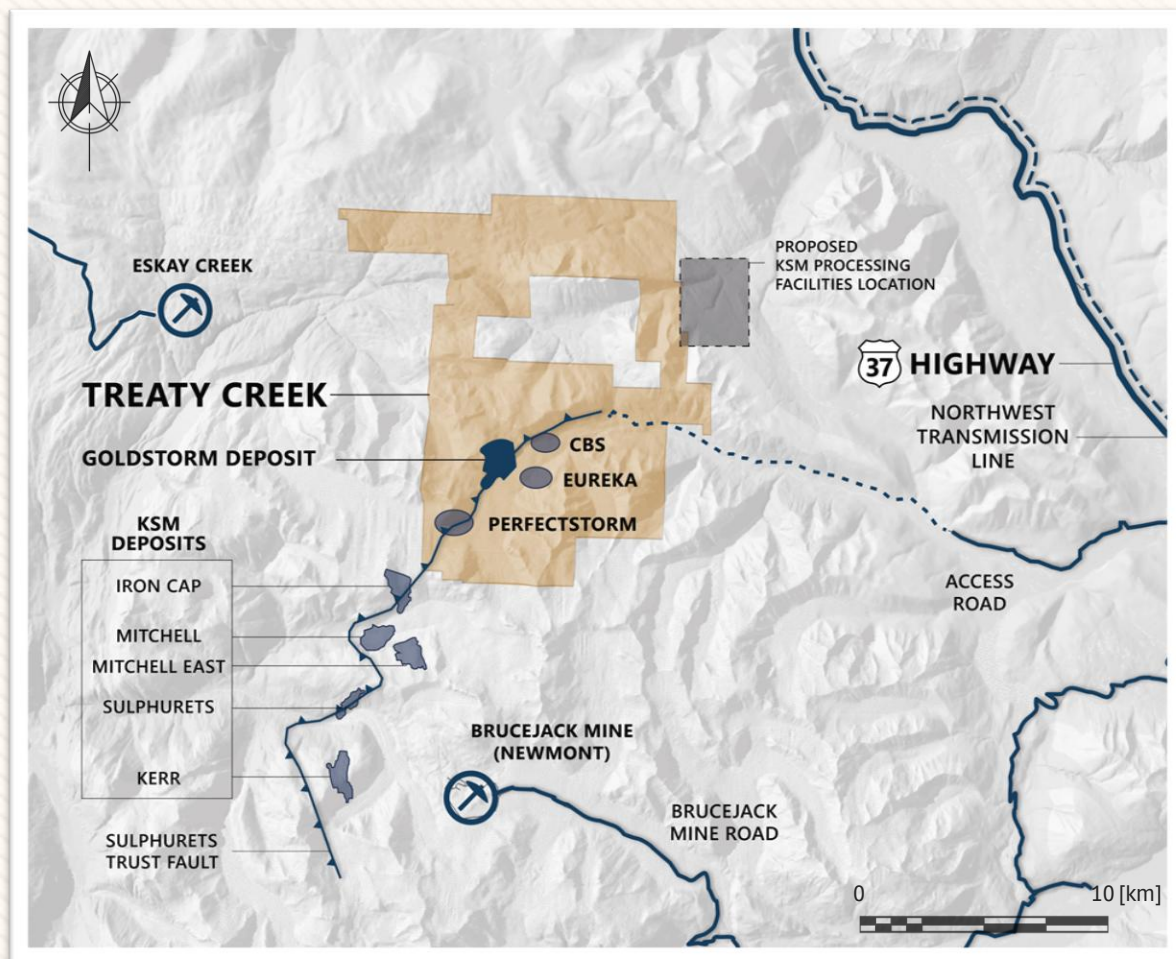 ESKAY CREEK
PROPOSED
KSM PROCESSING
FACILITIES LOCATION
TREATY CREEK
37 HIGHWAY
NORTHWEST
TRANSMISSION
LINE
GOLDSTORM DEPOSIT
CBS
EUREKA
PERFECTSTORM
KSM
DEPOSITS
IRON CAP
MITCHELL
MITCHELL EAST
SULPHURETS
KERR
SULPHURETS
TRUST FAULT
ACCESS
ROAD
BRUCEJACK MINE
(NEWMONT)
BRUCEJACK
MINE ROAD
0 10 [km]